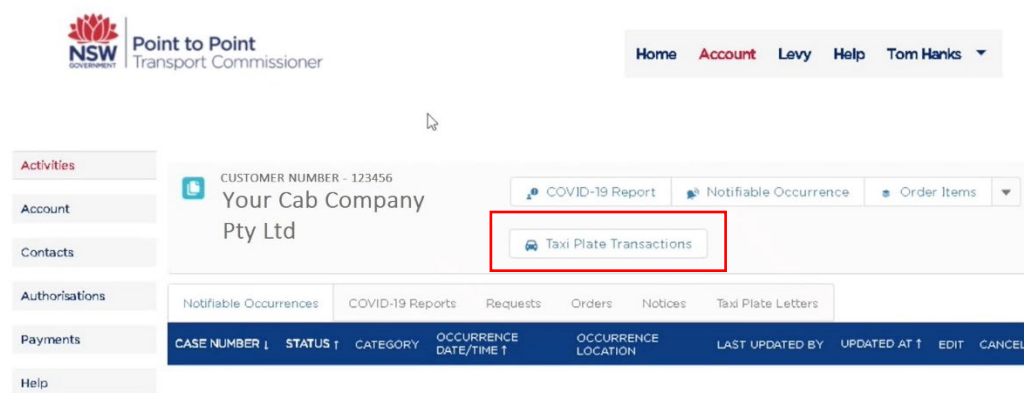 NSW
GOVERNMENT
Point to Point
Transport Commissioner
Home Account Levy Help Tom Hanks
Activities
Account
Contacts
Authorisations
Payments
Help
CUSTOMER NUMBER - 123456
Your Cab Company
Pty Ltd
COVID-19 Report Notifiable Occurrence Order Items
Taxi Plate Transactions
Notifiable Occurrences COVID-19 Reports Requests Orders Notices Taxi Plate Letters
CASE NUMBER ↓ STATUS ↑ CATEGORY OCCURRENCE DATE/TIME ↑ OCCURRENCE LOCATION LAST UPDATED BY UPDATED AT ↑ EDIT CANCEL